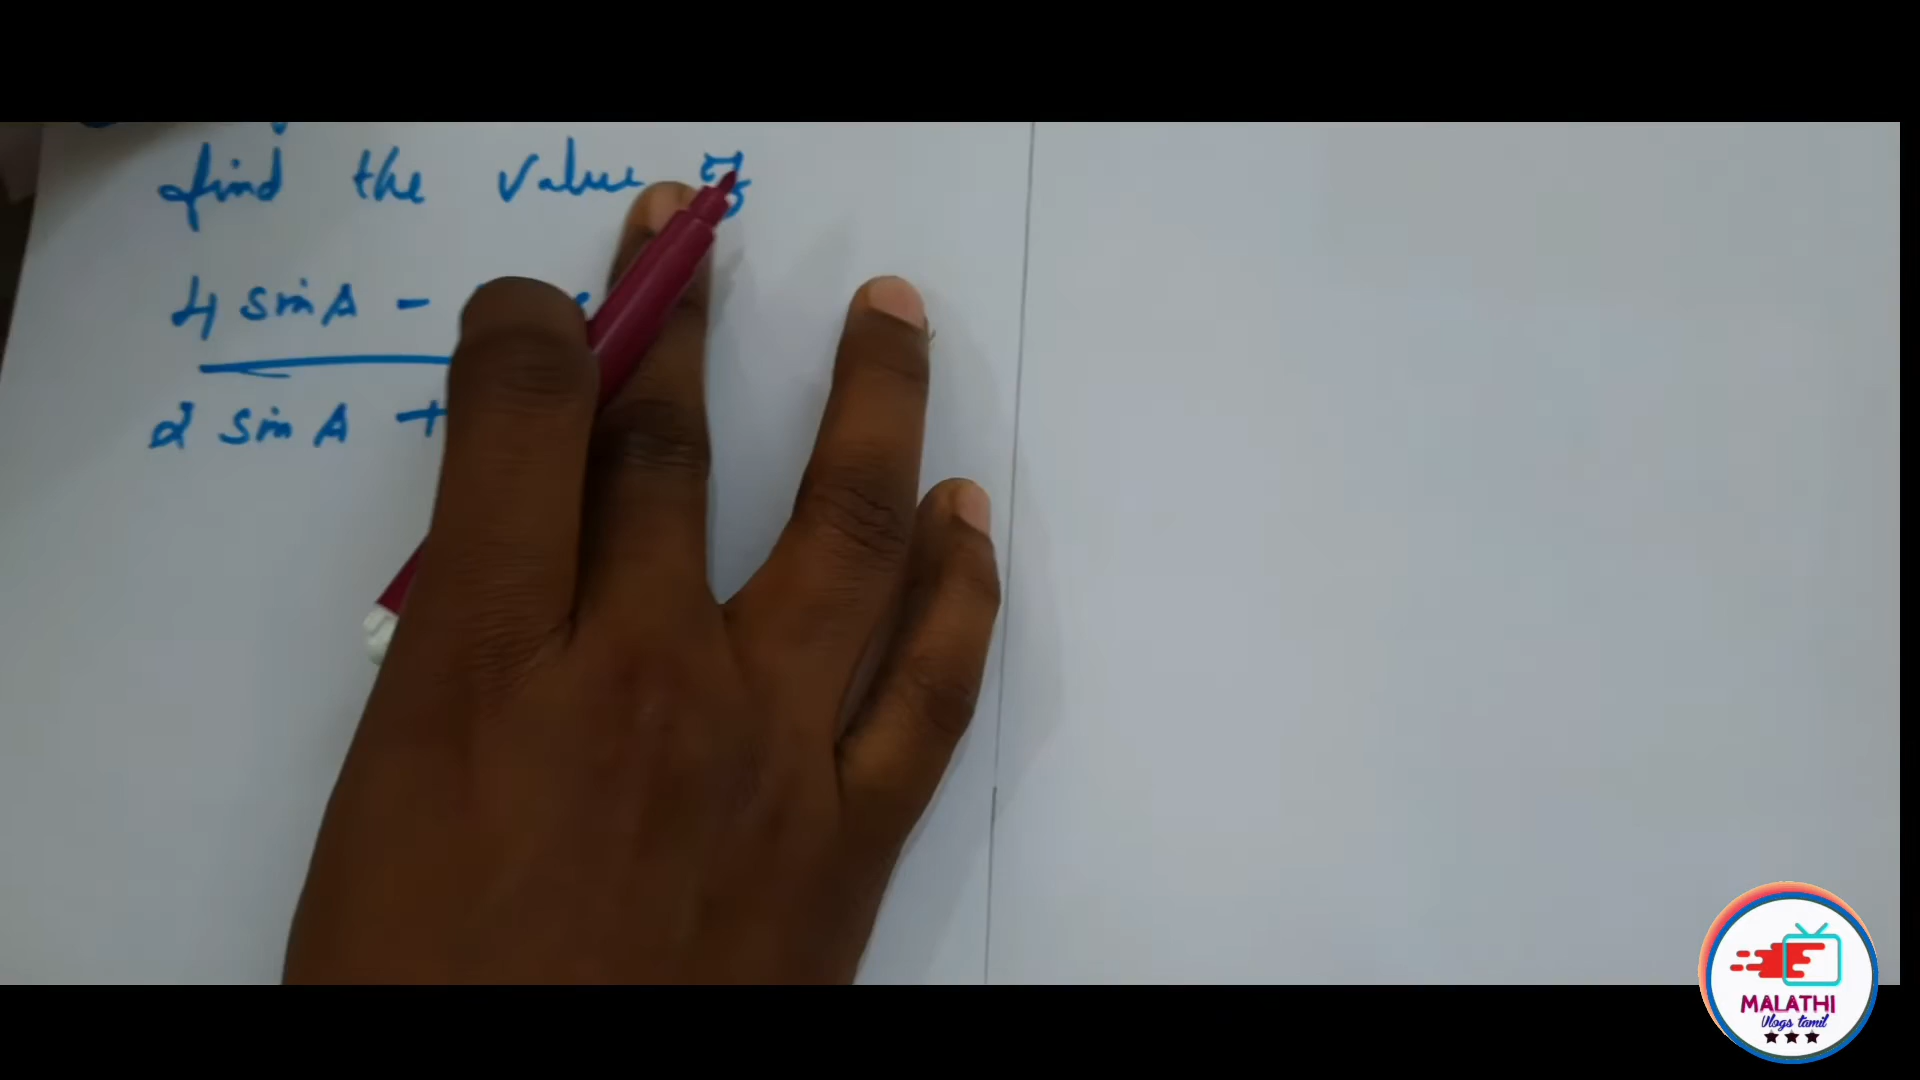 find the value of
4 sin A -
2 sin A +
MALATHI
Vlogs tamil